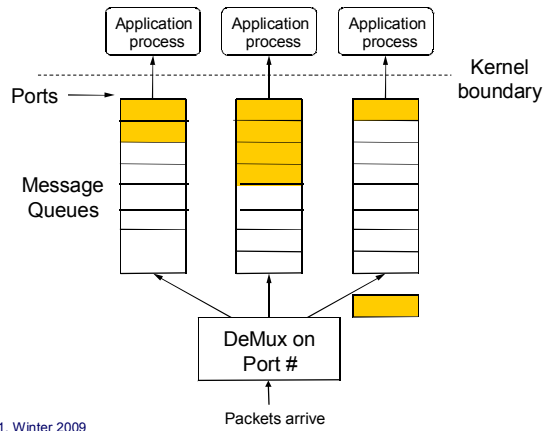 Application
process
Application
process
Application
process
Kernel
boundary
Ports
Message
Queues
DeMux on
Port #
Packets arrive
1, Winter 2009